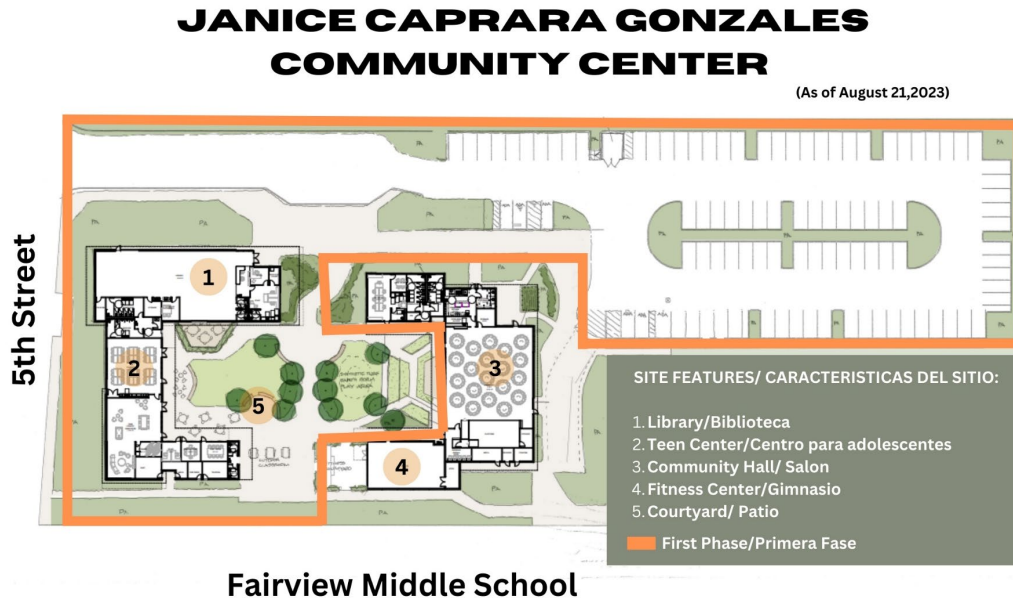 JANICE CAPRARA GONZALES
COMMUNITY CENTER
(As of August 21,2023)
5th Street
1
2
3
4
5
SITE FEATURES/ CARACTERISTICAS DEL SITIO:
1. Library/Biblioteca
2. Teen Center/Centro para adolescentes
3. Community Hall/ Salon
4. Fitness Center/Gimnasio
5. Courtyard/ Patio
First Phase/Primera Fase
Fairview Middle School